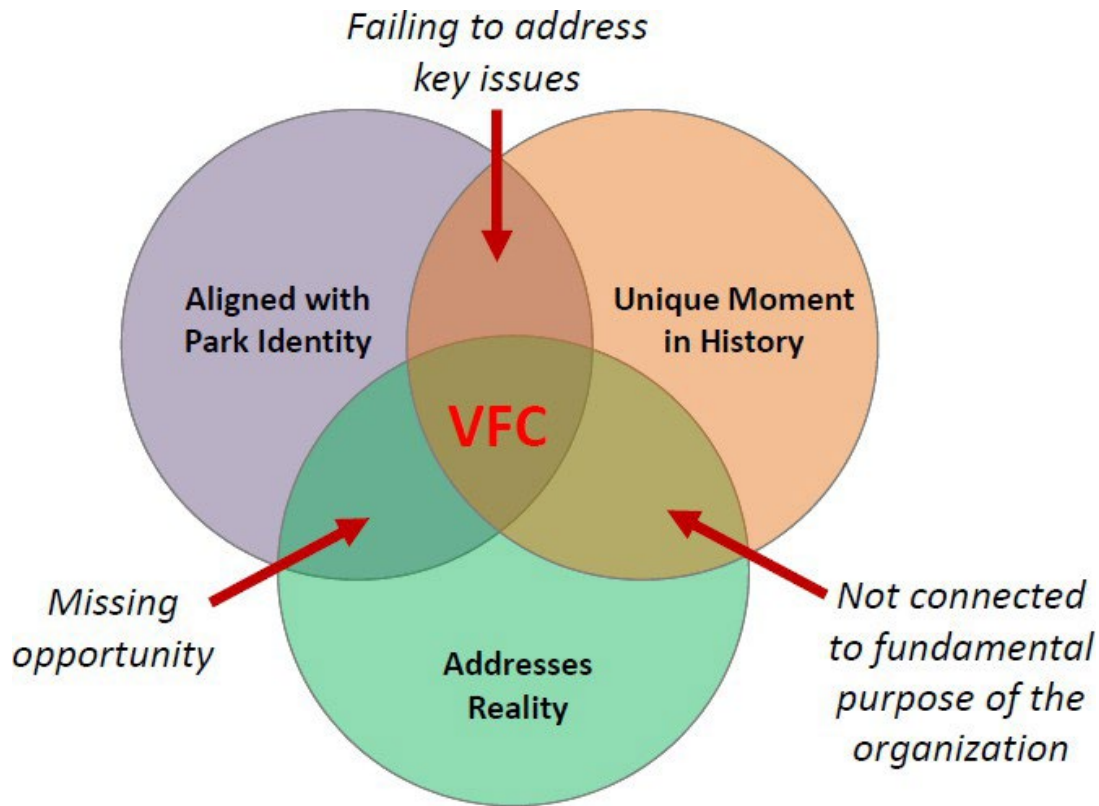 Failing to address
key issues
Aligned with
Park Identity
Unique Moment
in History
VFC
Missing
opportunity
Addresses
Reality
Not connected
to fundamental
purpose of the
organization